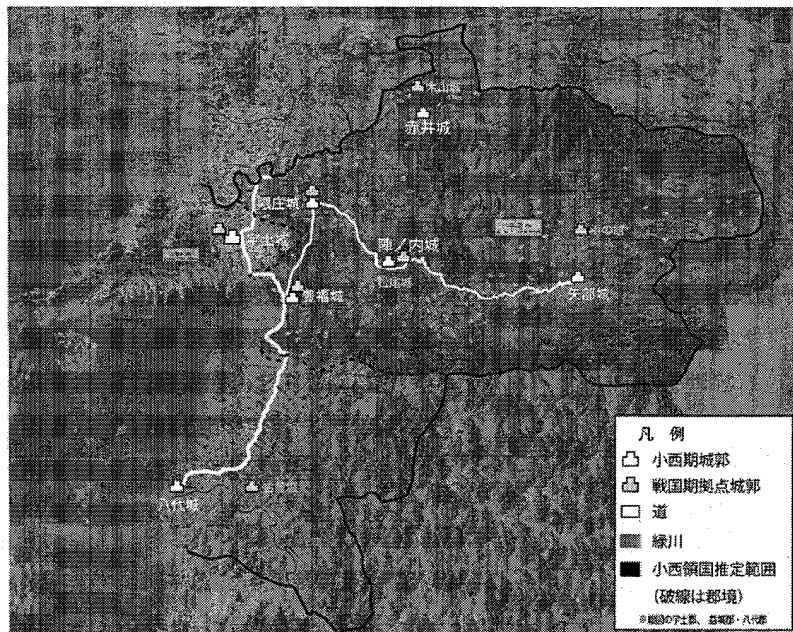 木山城
赤井城
隈庄城
宇土城
陣ノ内城
矢部城
豊福城
八代城
凡例
小西期城郭
戦国期拠点城郭
道
緑川
小西領国推定範囲
(破線は郡境)